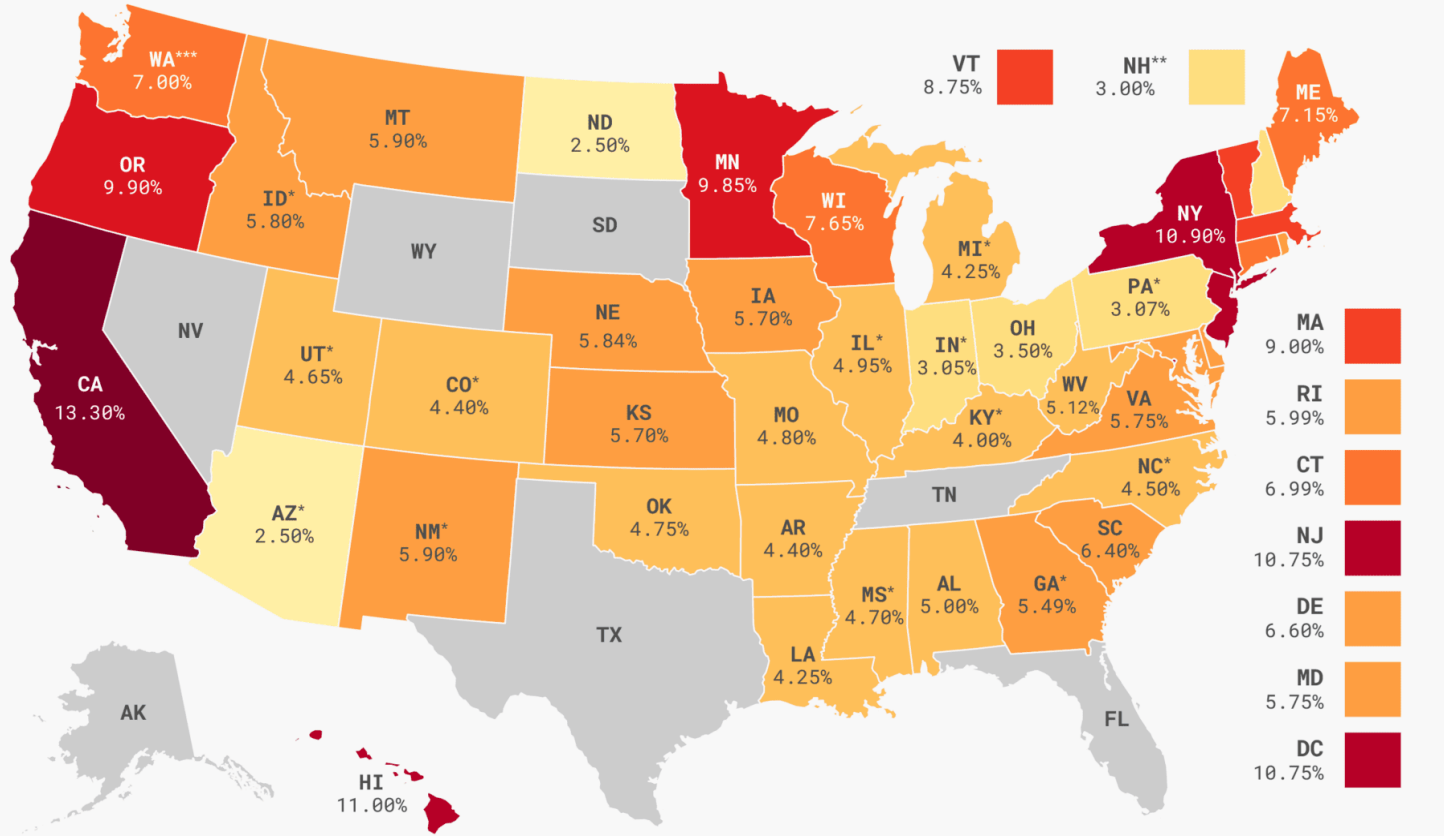 WA***
7.00%
MT
5.90%
ND
2.50%
VT
8.75%
NH**
3.00%
ME
7.15%
OR
9.90%
ID*
5.80%
MN
9.85%
WI
7.65%
NY
10.90%
WY
SD
MI*
4.25%
PA*
3.07%
NV
UT*
4.65%
CO*
4.40%
NE
5.84%
IA
5.70%
IL*
4.95%
IN*
3.05%
OH
3.50%
CA
13.30%
KS
5.70%
MO
4.80%
KY*
4.00%
WV
5.12%
VA
5.75%
MA
9.00%
RI
5.99%
CT
6.99%
NJ
10.75%
DE
6.60%
MD
5.75%
DC
10.75%
AZ*
2.50%
NM*
5.90%
OK
4.75%
AR
4.40%
TN
NC*
4.50%
SC
6.40%
MS*
4.70%
AL
5.00%
GA*
5.49%
TX
LA
4.25%
FL
AK
HI
11.00%